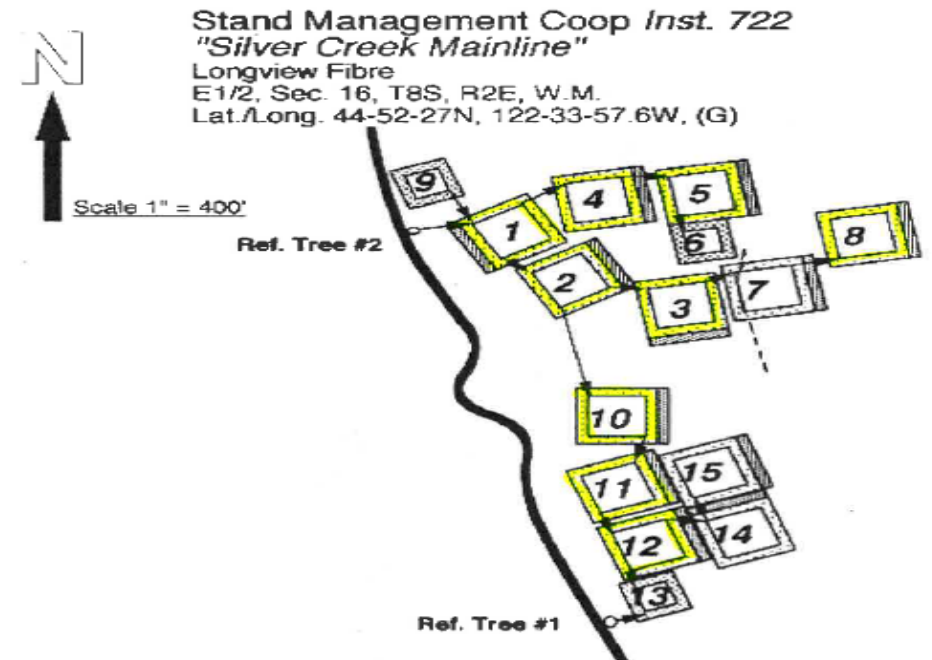 N
Stand Management Coop Inst. 722
"Silver Creek Mainline"
Longview Fibre
E1/2, Sec. 16, T8S, R2E, W.M.
Lat./Long. 44-52-27N, 122-33-57.6W, (G)
Scale 1" = 400'
Ref. Tree #2
9
1
4
5
6
8
2
3
7
10
11
15
12
14
13
Ref. Tree #1